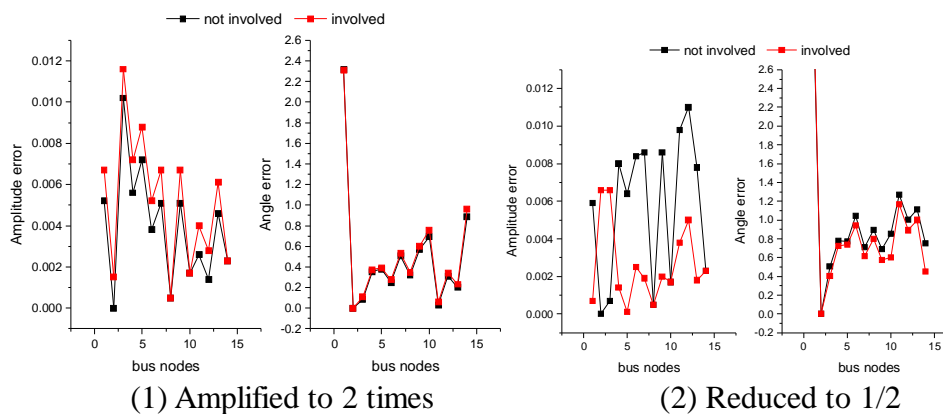 not involved involved
Amplitude error
0.012
0.010
0.008
0.006
0.004
0.002
0.000
0 5 10 15
bus nodes
Angle error
2.6
2.4
2.2
2.0
1.8
1.6
1.4
1.2
1.0
0.8
0.6
0.4
0.2
0.0
-0.2
0 5 10 15
bus nodes
(1) Amplified to 2 times
not involved involved
Amplitude error
0.012
0.010
0.008
0.006
0.004
0.002
0.000
0 5 10 15
bus nodes
Angle error
2.6
2.4
2.2
2.0
1.8
1.6
1.4
1.2
1.0
0.8
0.6
0.4
0.2
0.0
-0.2
0 5 10 15
bus nodes
(2) Reduced to 1/2